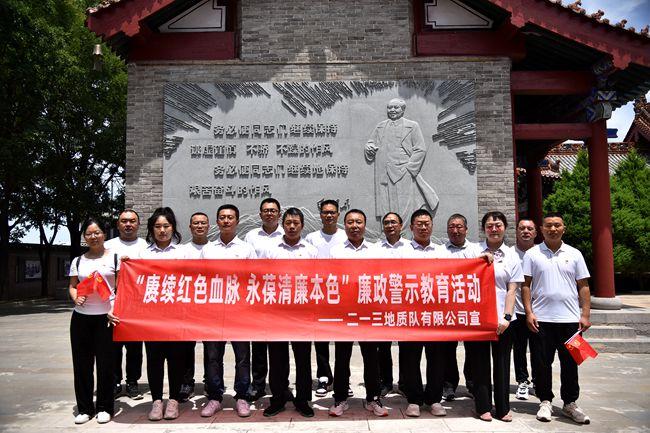 务必使同志们继续保持
谦虚谨慎 不骄 不躁的作风
务必使同志们继续地保持
艰苦奋斗的作风
“赓续红色血脉 永葆清廉本色”廉政警示教育活动
——二一三地质队有限公司宣